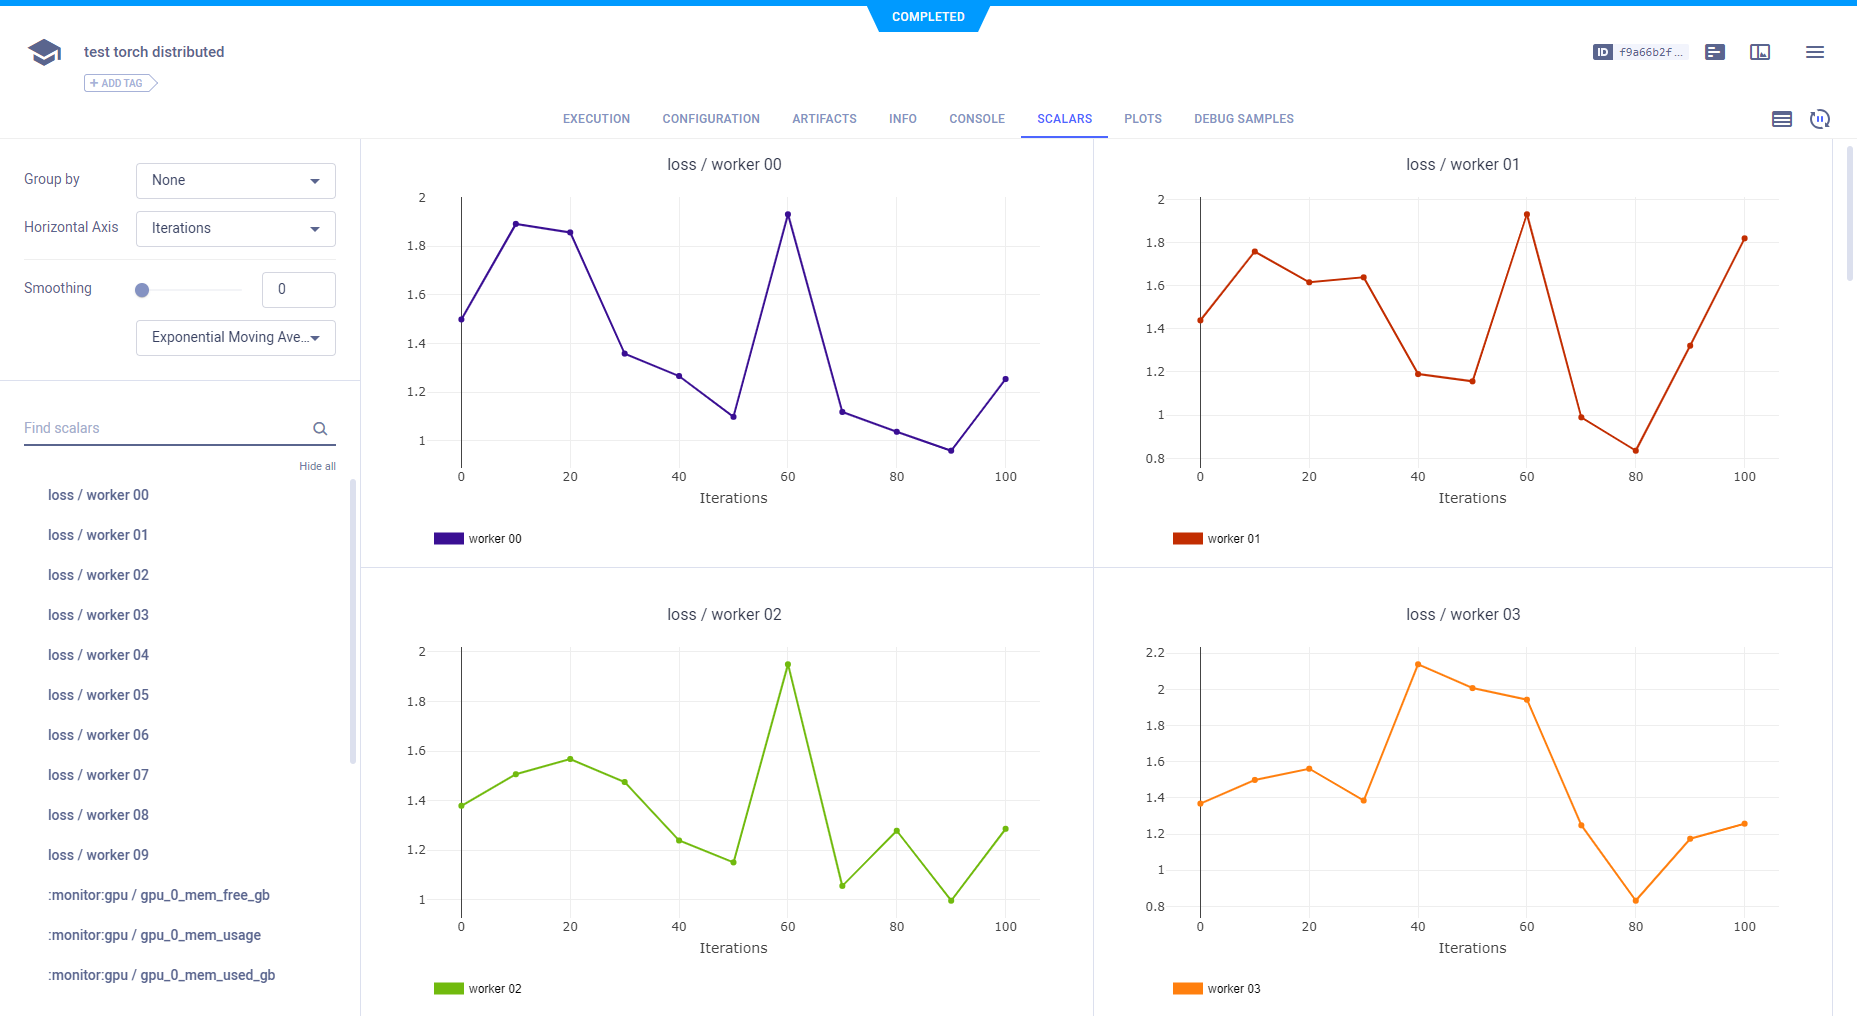 COMPLETED
test torch distributed
ID f9a66b2f...
+ ADD TAG
EXECUTION CONFIGURATION ARTIFACTS INFO CONSOLE SCALARS PLOTS DEBUG SAMPLES
Group by None
Horizontal Axis Iterations
Smoothing 0
Exponential Moving Ave...
Find scalars
Hide all
loss / worker 00
loss / worker 01
loss / worker 02
loss / worker 03
loss / worker 04
loss / worker 05
loss / worker 06
loss / worker 07
loss / worker 08
loss / worker 09
:monitor:gpu / gpu_0_mem_free_gb
:monitor:gpu / gpu_0_mem_usage
:monitor:gpu / gpu_0_mem_used_gb
loss / worker 00
2
1.8
1.6
1.4
1.2
1
0 20 40 60 80 100
Iterations
worker 00
loss / worker 01
2
1.8
1.6
1.4
1.2
1
0.8
0 20 40 60 80 100
Iterations
worker 01
loss / worker 02
2
1.8
1.6
1.4
1.2
1
0 20 40 60 80 100
Iterations
worker 02
loss / worker 03
2.2
2
1.8
1.6
1.4
1.2
1
0.8
0 20 40 60 80 100
Iterations
worker 03